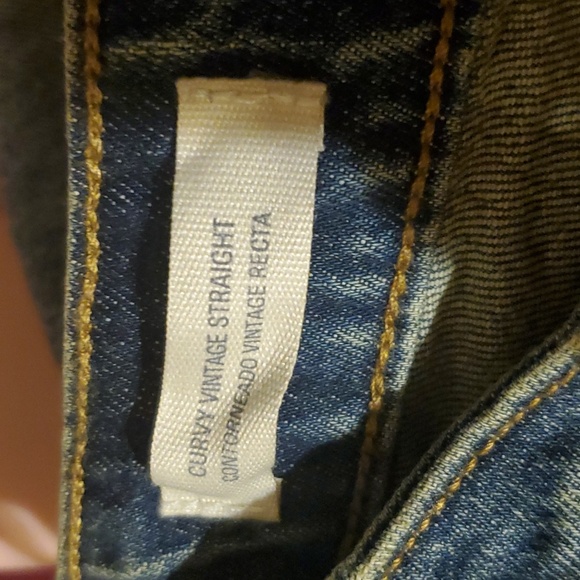 CURVY VINTAGE STRAIGHT
CONTORNEADO VINTAGE RECTA